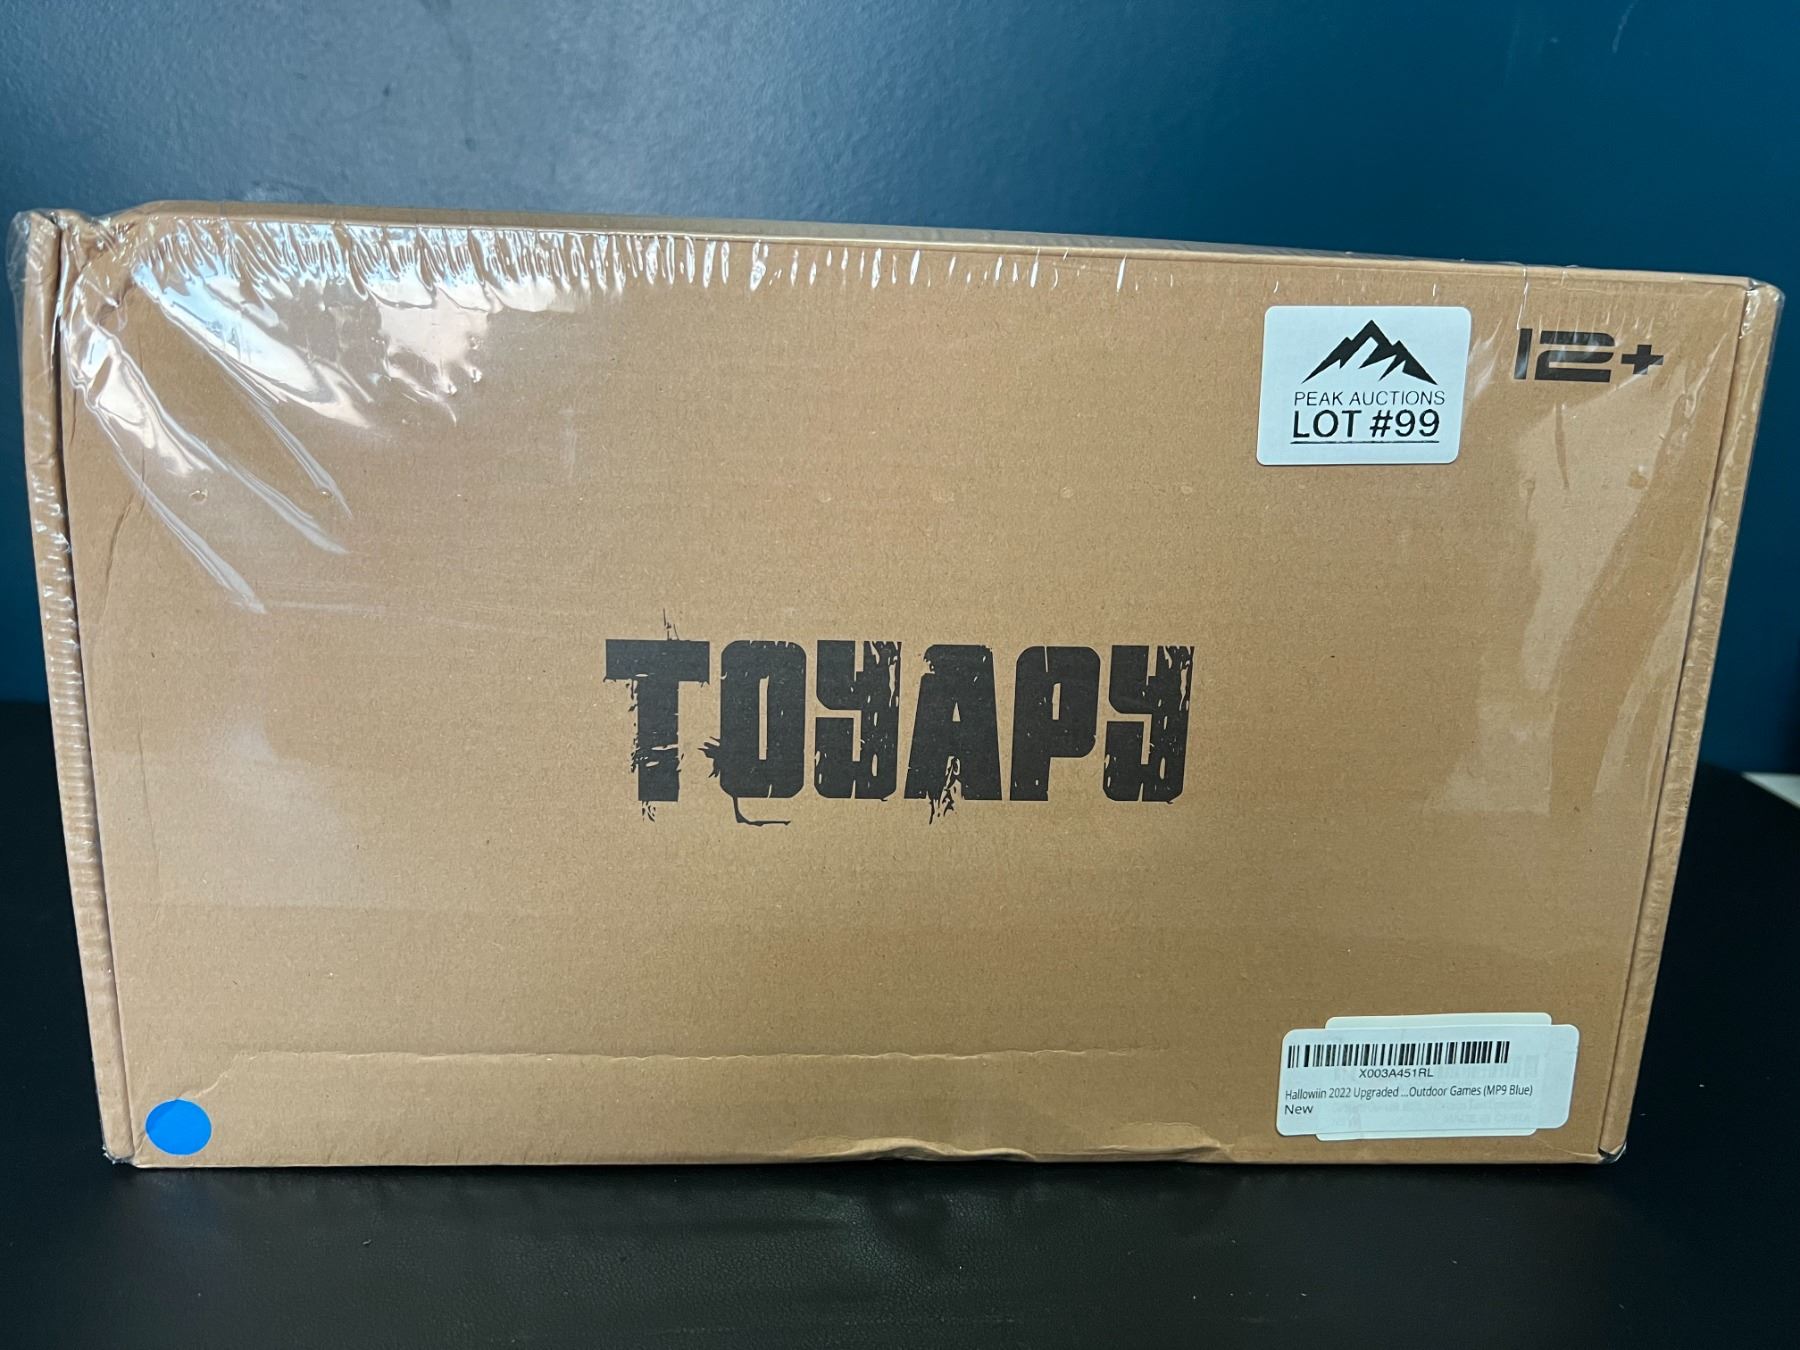 12+
PEAK AUCTIONS
LOT #99
TOYAPY
X003A451RL
Hallowiin 2022 Upgraded ...Outdoor Games (MP9 Blue)
New